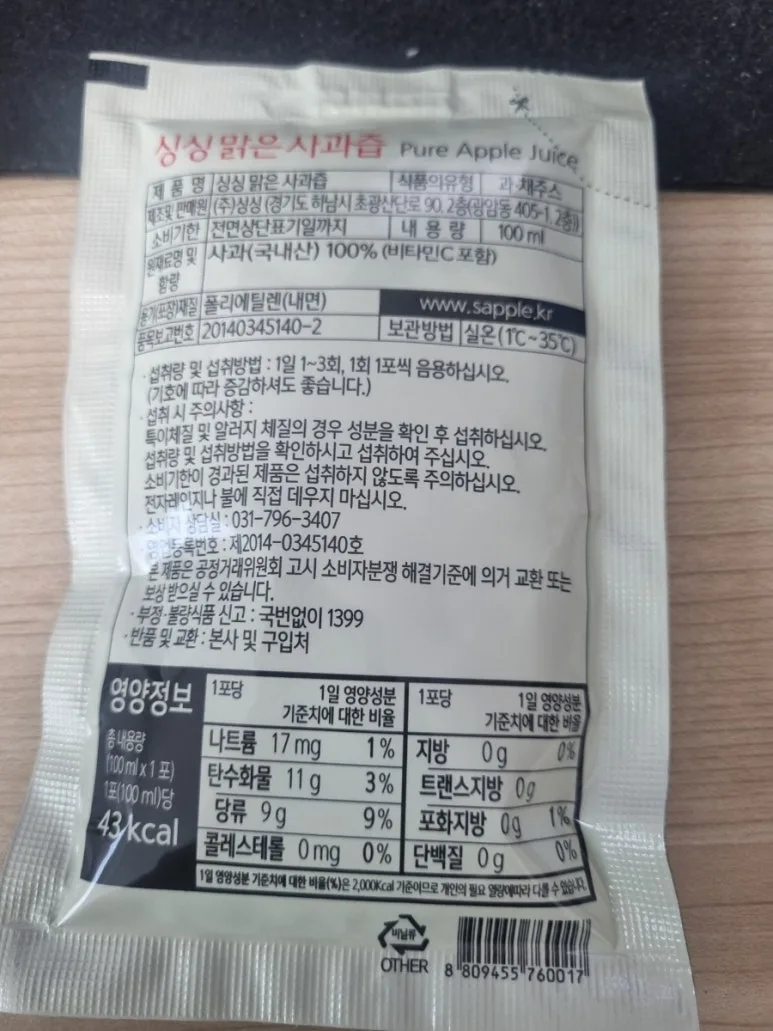 싱싱 맑은 사과즙 Pure Apple Juice
제 품 명 싱싱 맑은 사과즙 식품의유형 과·채주스
제조및 판매원 (주)싱싱 (경기도 하남시 초광산단로 90, 2층(광암동 405-1, 2층))
소비기한 전면상단표기일까지 내 용 량 100 ml
원재료명 및 함량 사과(국내산) 100% (비타민C 포함)
용기(포장)재질 폴리에틸렌(내면) www.sapple.kr
품목보고번호 20140345140-2 보관방법 실온(1℃~35℃)
·섭취량 및 섭취방법 : 1일 1~3회, 1회 1포씩 음용하십시오.
(기호에 따라 증감하셔도 좋습니다.)
·섭취 시 주의사항 :
특이체질 및 알러지 체질의 경우 성분을 확인 후 섭취하십시오.
섭취량 및 섭취방법을 확인하시고 섭취하여 주십시오.
소비기한이 경과된 제품은 섭취하지 않도록 주의하십시오.
전자레인지나 불에 직접 데우지 마십시오.
·소비자 상담실 : 031-796-3407
·영업등록번호 : 제2014-0345140호
본 제품은 공정거래위원회 고시 소비자분쟁 해결기준에 의거 교환 또는
보상 받으실 수 있습니다.
·부정·불량식품 신고 : 국번없이 1399
·반품 및 교환 : 본사 및 구입처
영양정보
총 내용량
(100 ml x 1 포)
1포(100 ml)당
43 kcal
1포당 1일 영양성분 기준치에 대한 비율 1포당 1일 영양성분 기준치에 대한 비율
나트륨 17 mg 1% 지방 0 g 0%
탄수화물 11 g 3% 트랜스지방 0 g
당류 9 g 9% 포화지방 0 g 1%
콜레스테롤 0 mg 0% 단백질 0 g 0%
1일 영양성분 기준치에 대한 비율(%)은 2,000Kcal 기준이므로 개인의 필요 열량에따라 다를 수 있습니다.
비닐류
OTHER
8 809455 760017